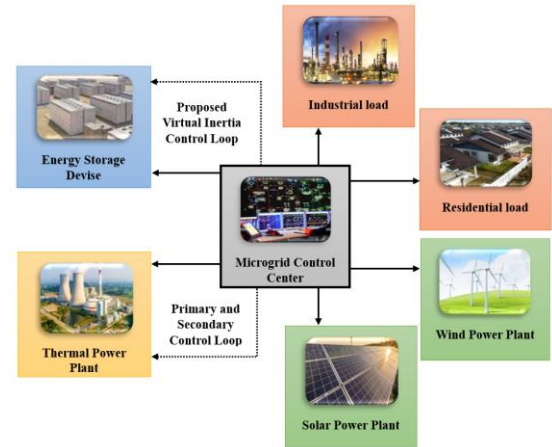 Industrial load
Proposed
Virtual Inertia
Control Loop
Energy Storage
Devise
Residential load
Microgrid Control
Center
Primary and
Secondary
Control Loop
Thermal Power
Plant
Wind Power Plant
Solar Power Plant